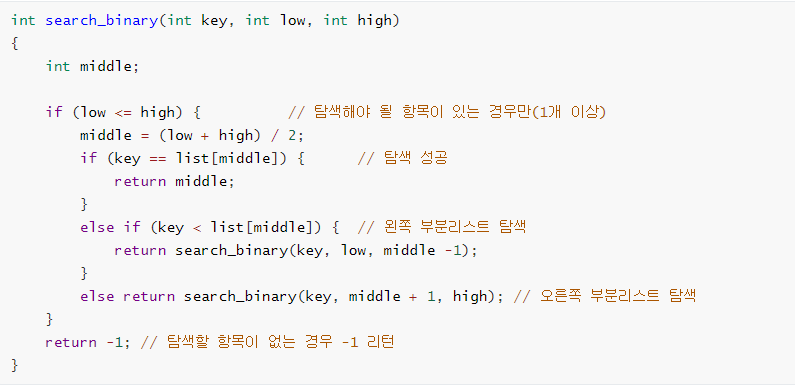 int search_binary(int key, int low, int high)
{
    int middle;

    if (low <= high) {          // 탐색해야 될 항목이 있는 경우만(1개 이상)
        middle = (low + high) / 2;
        if (key == list[middle]) {      // 탐색 성공
            return middle;
        }
        else if (key < list[middle]) {  // 왼쪽 부분리스트 탐색
            return search_binary(key, low, middle -1);
        }
        else return search_binary(key, middle + 1, high); // 오른쪽 부분리스트 탐색
    }
    return -1; // 탐색할 항목이 없는 경우 -1 리턴
}